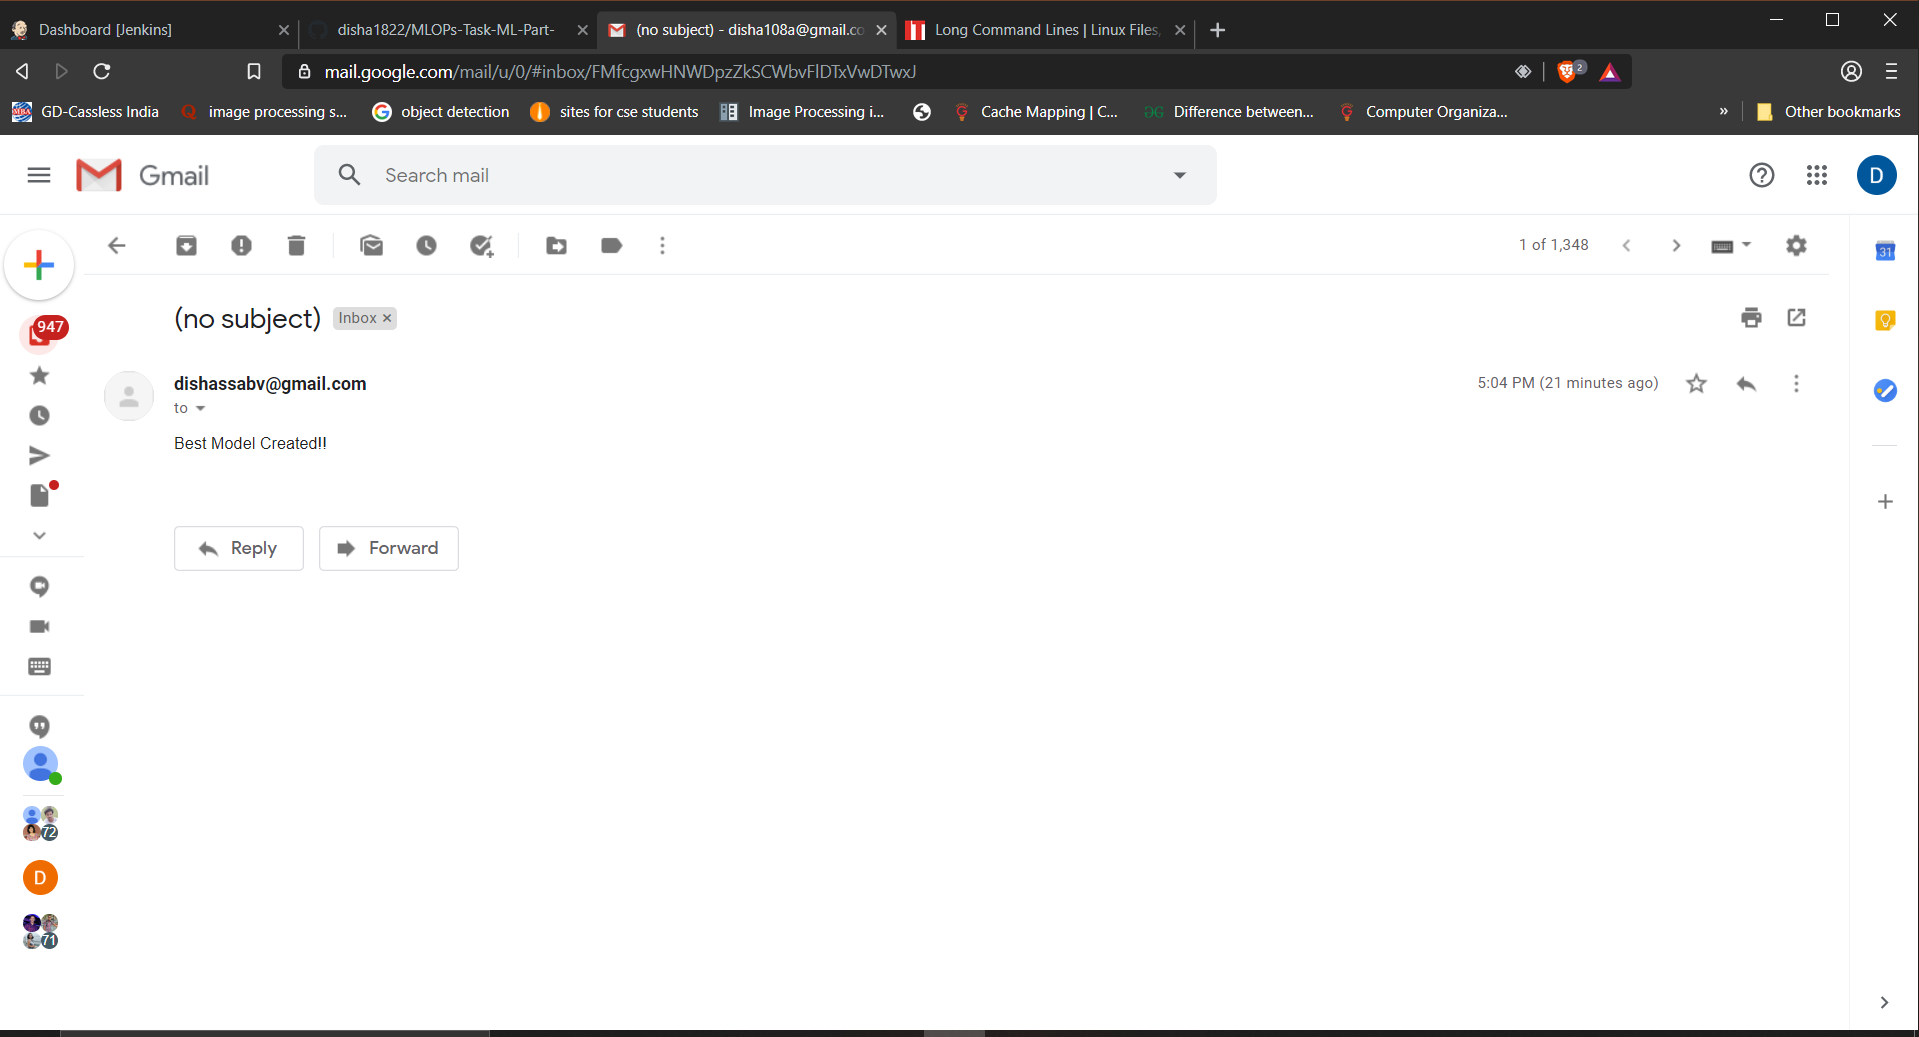 Dashboard [Jenkins]
disha1822/MLOPs-Task-ML-Part-
(no subject) - disha108a@gmail.co
Long Command Lines | Linux Files,
mail.google.com/mail/u/0/#inbox/FMfcgxwHNWDpzZkSCWbvFlDTxVwDTwxJ
2
GD-Cassless India
image processing s...
object detection
sites for cse students
Image Processing i...
Cache Mapping | C...
Difference between...
Computer Organiza...
»
Other bookmarks
Gmail
Search mail
D
1 of 1,348
31
947
(no subject)
Inbox ×
dishassabv@gmail.com
5:04 PM (21 minutes ago)
to
Best Model Created!!
Reply
Forward
72
D
71